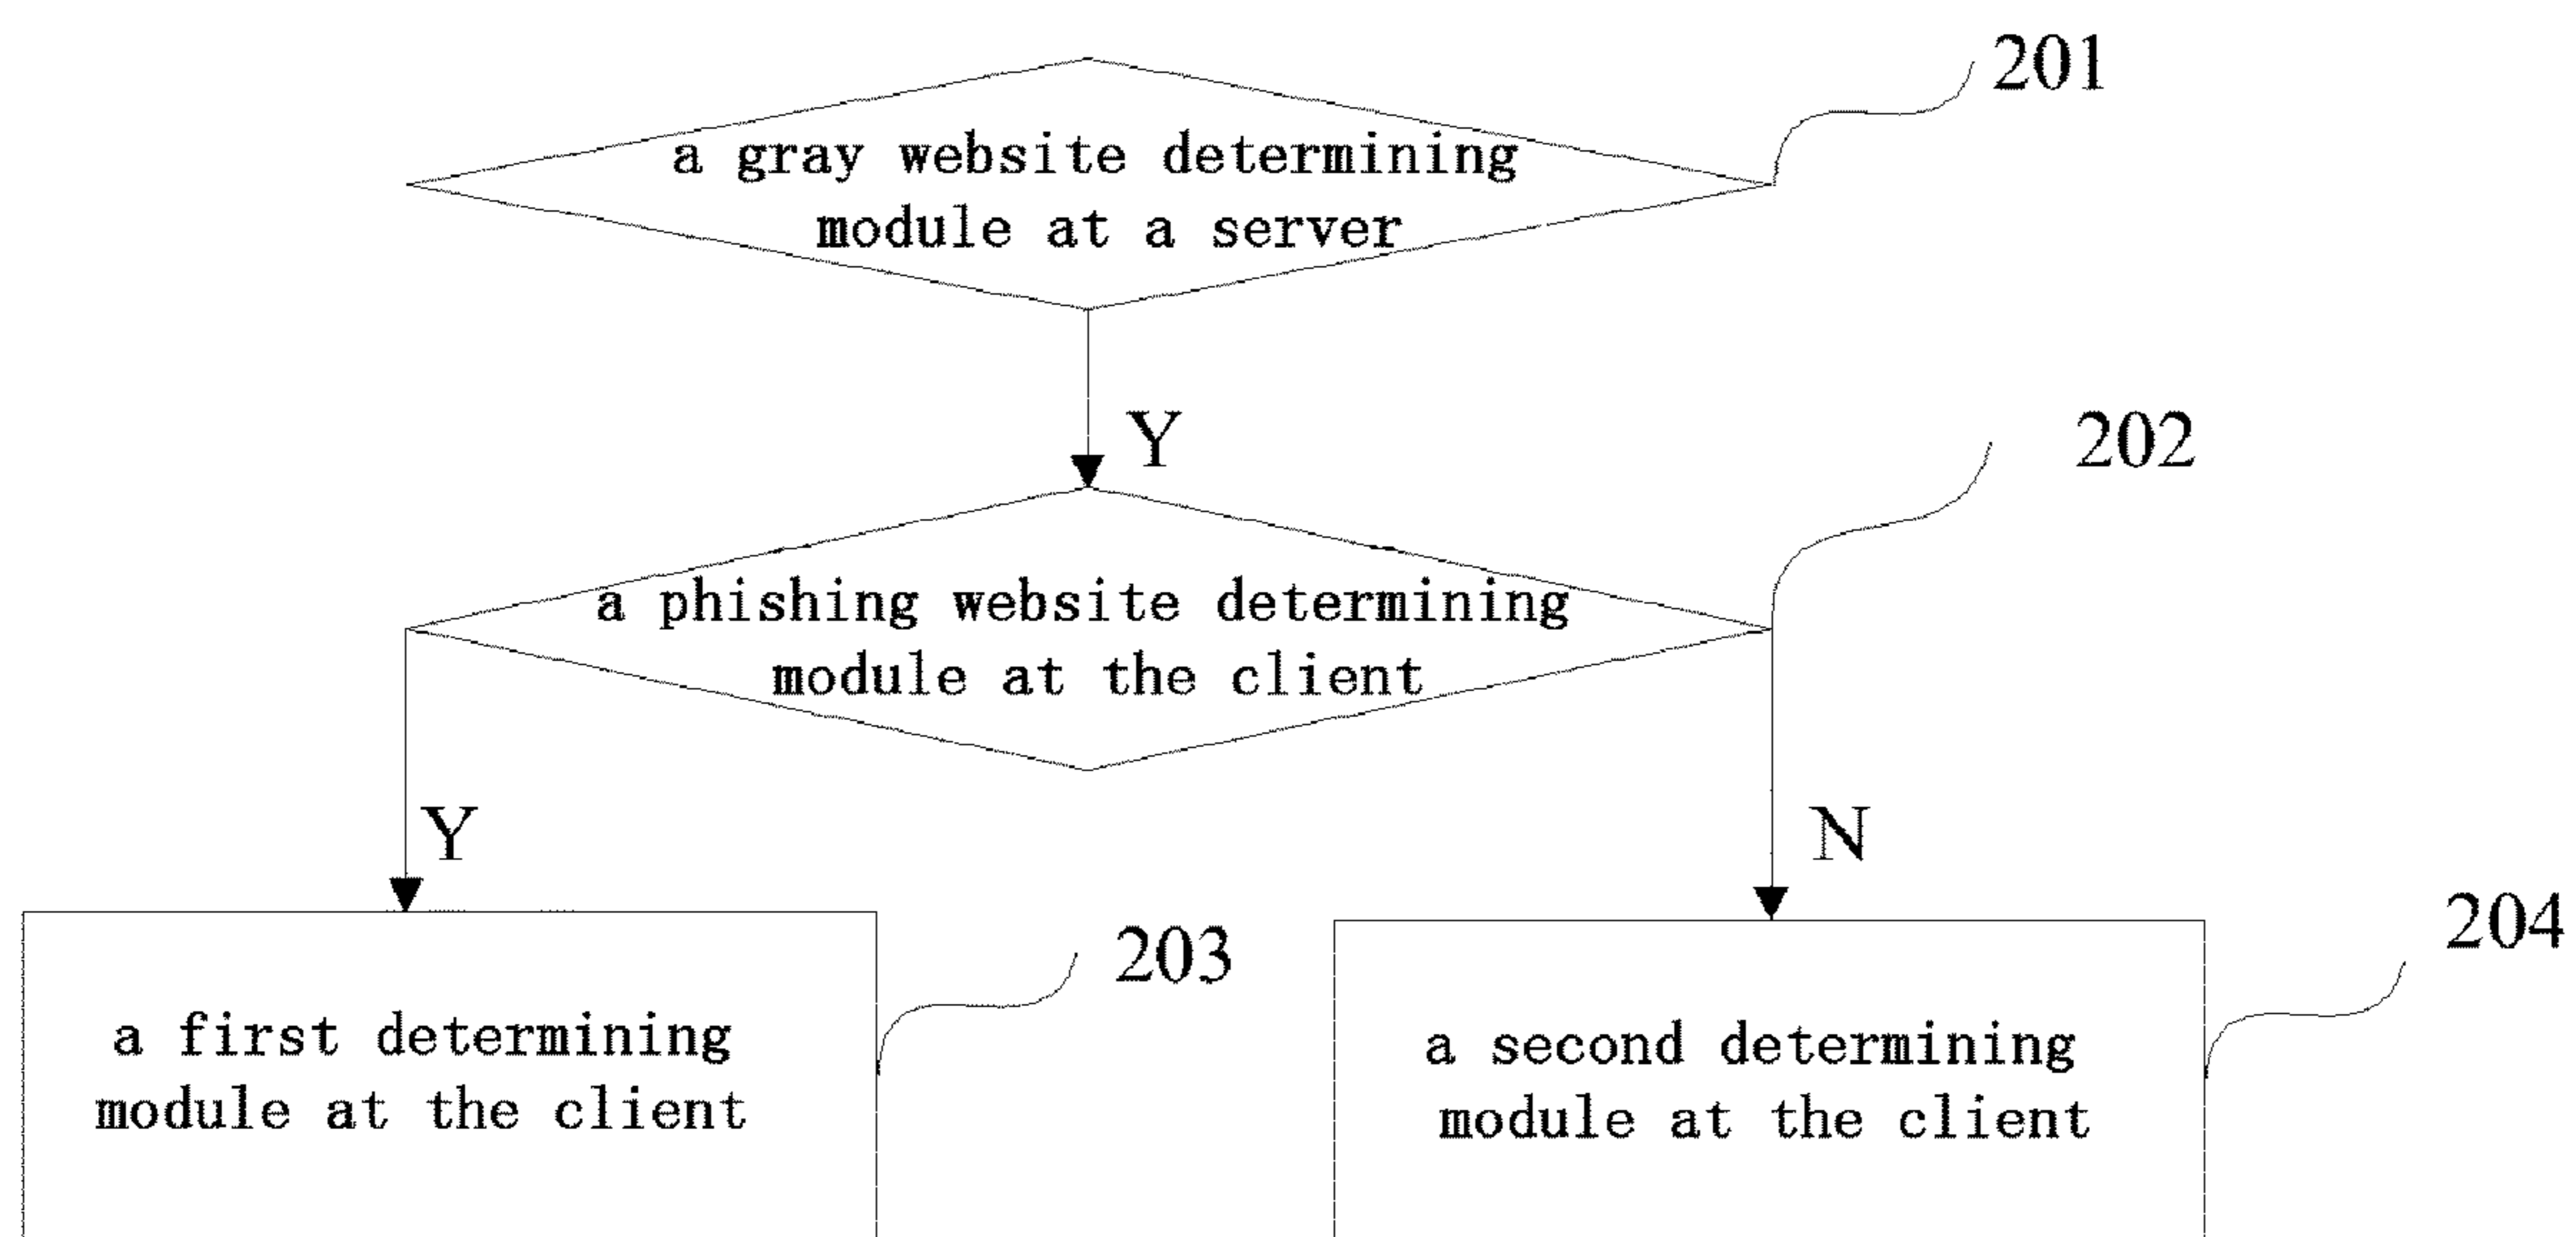 201
a gray website determining
module at a server
Y
202
a phishing website determining
module at the client
Y
N
203
204
a first determining
module at the client
a second determining
module at the client